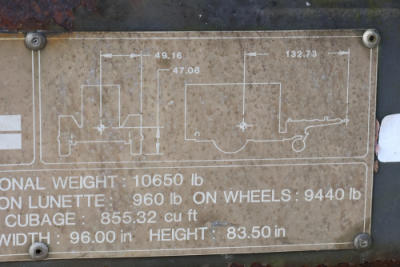 49.16 132.73
47.06
ONAL WEIGHT: 10650 lb
ON LUNETTE: 960 lb ON WHEELS: 9440 lb
CUBAGE: 855.32 cu ft
WIDTH: 96.00 in HEIGHT: 83.50 in